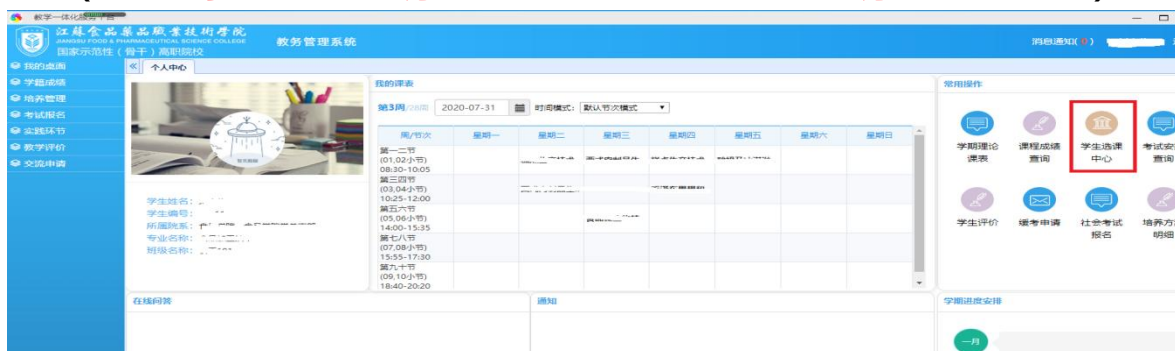 教学一体化服务平台
江蘇食品藥品職業技術學院
JIANGSU FOOD & PHARMACEUTICAL SCIENCE COLLEGE
国家示范性（骨干）高职院校
教务管理系统
消息通知(
我的桌面
学籍成绩
培养管理
考试报名
实践环节
教学评价
交流申请
个人中心
学生姓名：
学生编号：
所属院系：
专业名称：
班级名称：
我的课表
第3周/28周 2020-07-31 时间模式： 默认节次模式
周/节次 星期一 星期二 星期三 星期四 星期五 星期六 星期日
第一二节
(01,02小节)
08:30-10:05
第三四节
(03,04小节)
10:25-12:00
第五六节
(05,06小节)
14:00-15:35
第七八节
(07,08小节)
15:55-17:30
第九十节
(09,10小节)
18:40-20:20
常用操作
学期理论课表
课程成绩查询
学生选课中心
考试安
查询
学生评价
缓考申请
社会考试报名
培养方
明细
在线问答
通知
学期进度安排
一月